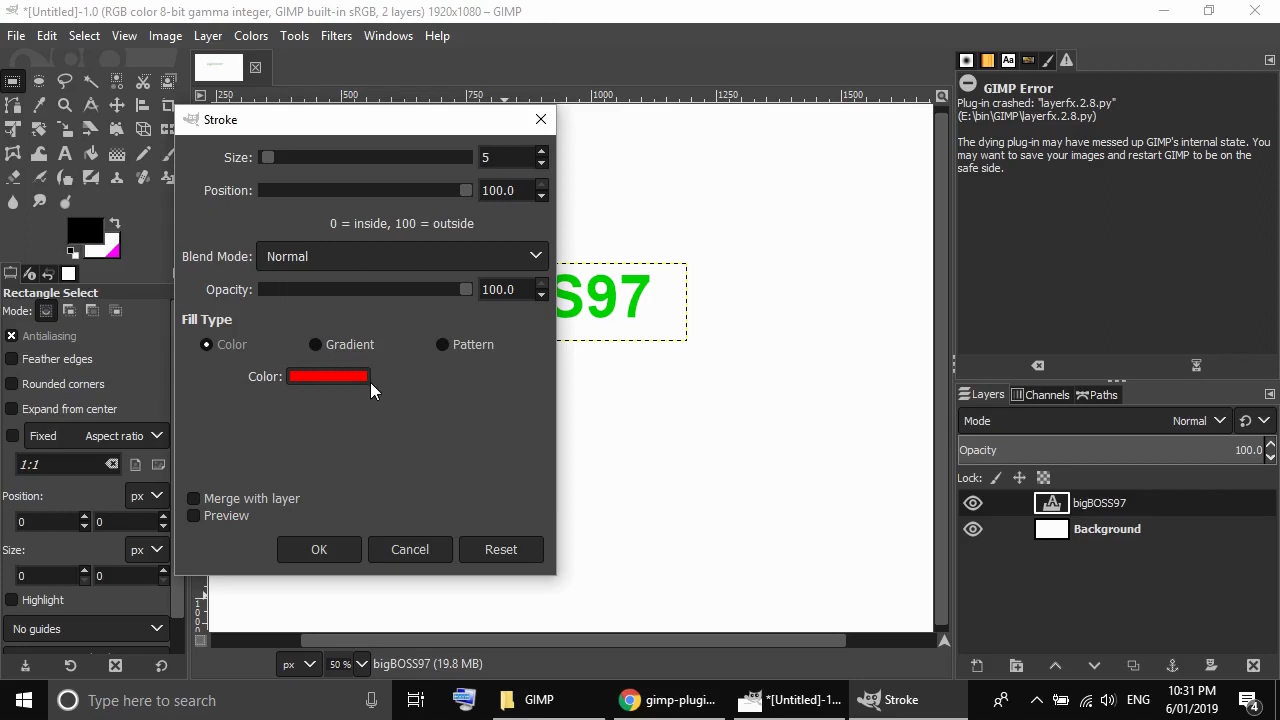 *[Untitled]-1.0 (RGB color 8-bit gamma integer, GIMP built-in sRGB, 2 layers) 1920x1080 – GIMP
File Edit Select View Image Layer Colors Tools Filters Windows Help
250 500 750 1000 1250 1500
Stroke
Size: 5
Position: 100.0
0 = inside, 100 = outside
Blend Mode: Normal
Opacity: 100.0
Fill Type
Color Gradient Pattern
Color:
Merge with layer
Preview
OK Cancel Reset
S97
Rectangle Select
Mode:
Antialiasing
Feather edges
Rounded corners
Expand from center
Fixed Aspect ratio
1:1
Position: px
0 0
Size: px
0 0
Highlight
No guides
1000
px 50 % bigBOSS97 (19.8 MB)
Aa
GIMP Error
Plug-in crashed: "layerfx.2.8.py"
(E:\bin\GIMP\layerfx.2.8.py)
The dying plug-in may have messed up GIMP's internal state. You
may want to save your images and restart GIMP to be on the
safe side.
Layers Channels Paths
Mode Normal
Opacity 100.0
Lock:
bigBOSS97
Background
Type here to search
GIMP
gimp-plugi...
*[Untitled]-1...
Stroke
ENG
10:31 PM
6/01/2019
4